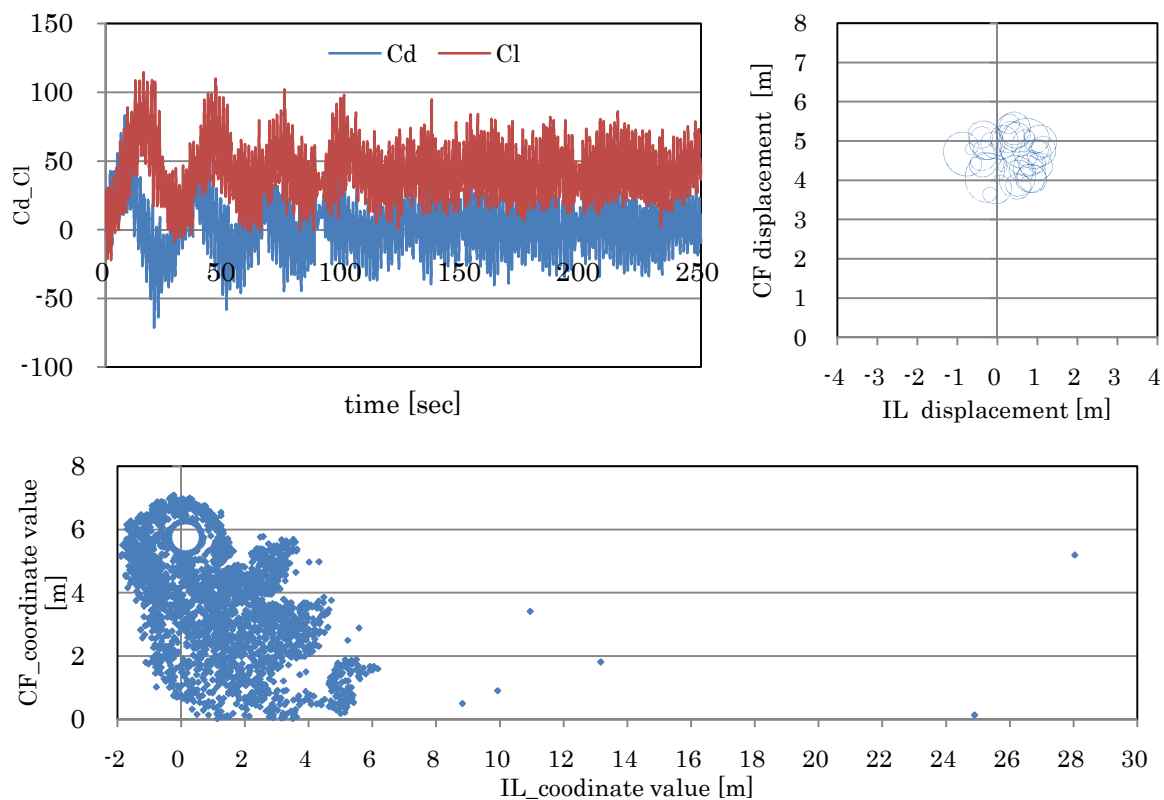 150
100
50
0
-50
-100
Cd_Cl
Cd
Cl
0 50 100 150 200 250
time [sec]
8
7
6
5
4
3
2
1
0
CF displacement [m]
-4 -3 -2 -1 0 1 2 3 4
IL displacement [m]
8
6
4
2
0
CF_coordinate value
[m]
-2 0 2 4 6 8 10 12 14 16 18 20 22 24 26 28 30
IL_coodinate value [m]